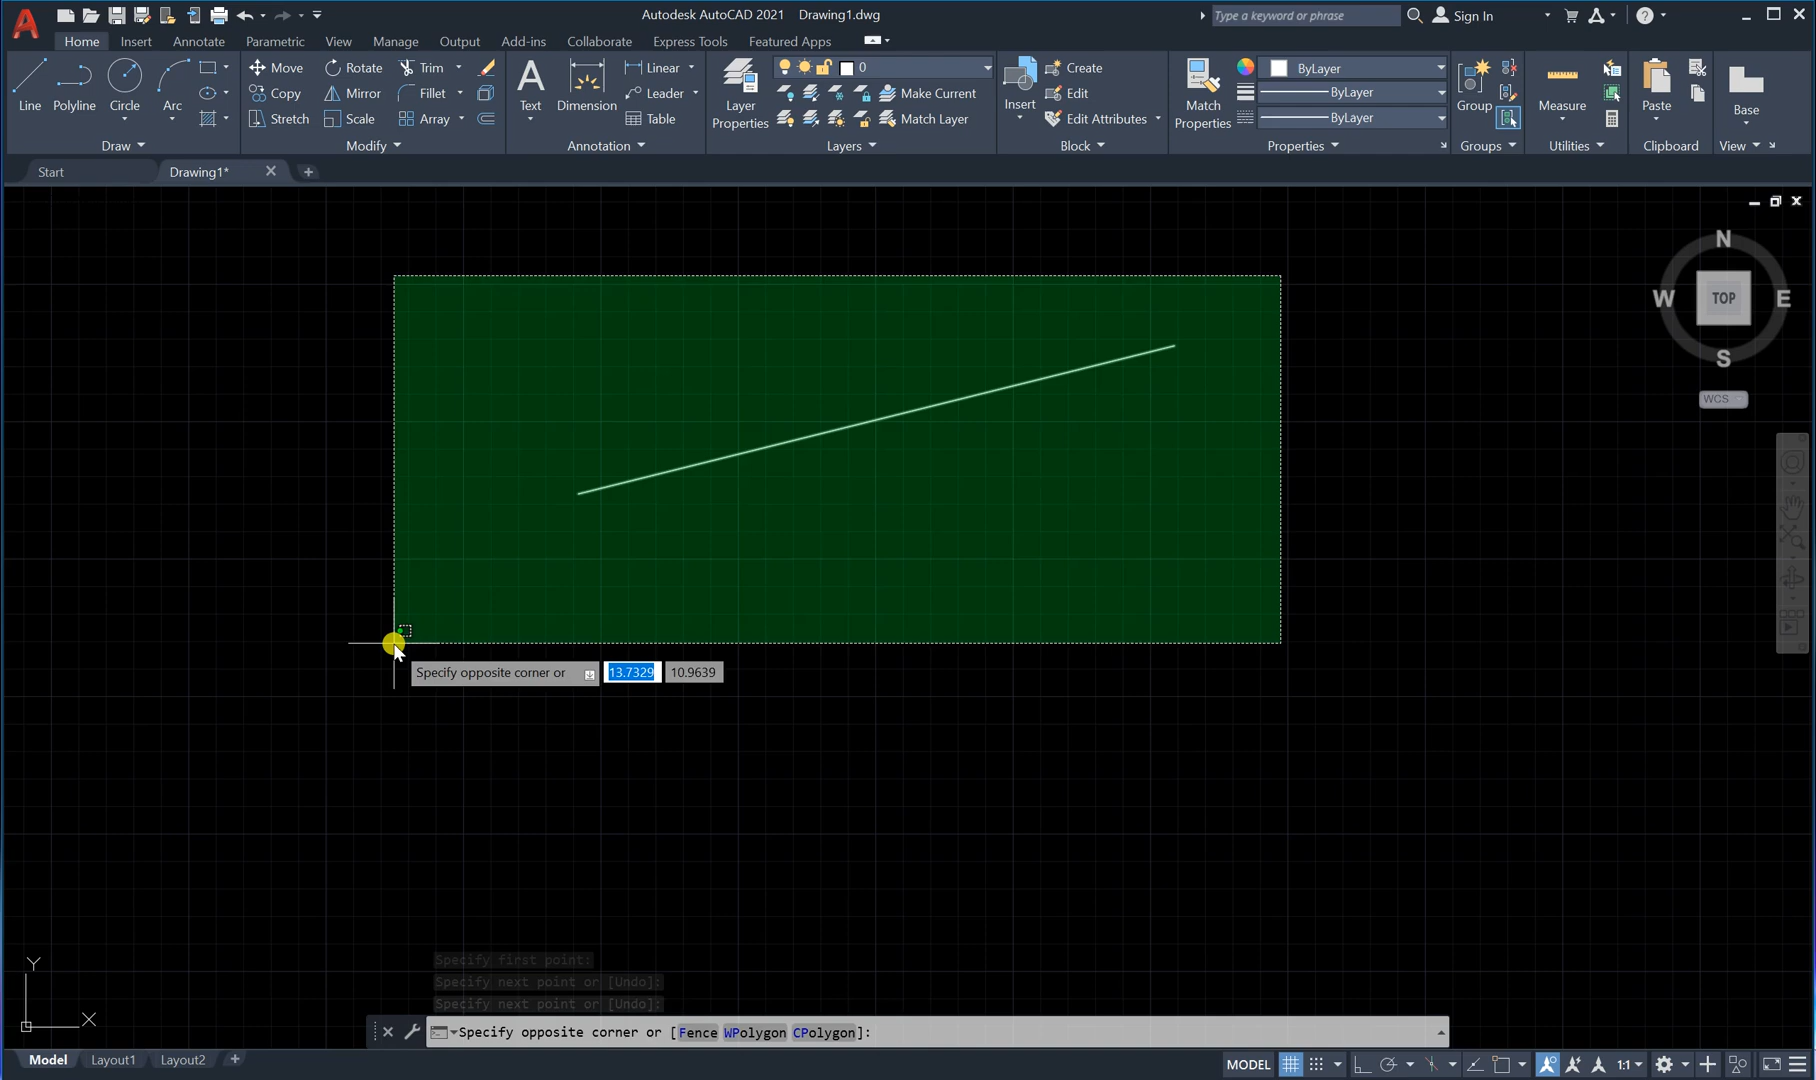 Autodesk AutoCAD 2021 Drawing1.dwg
Type a keyword or phrase
Sign In
Home Insert Annotate Parametric View Manage Output Add-ins Collaborate Express Tools Featured Apps
Line Polyline Circle Arc
Draw
Move Rotate Trim
Copy Mirror Fillet
Stretch Scale Array
Modify
Text Dimension
Linear
Leader
Table
Annotation
Layer Properties
0
Make Current
Match Layer
Layers
Insert
Create
Edit
Edit Attributes
Block
Match Properties
ByLayer
ByLayer
ByLayer
Properties
Group
Groups
Measure
Utilities
Paste
Clipboard
Base
View
Start Drawing1*
N
W TOP E
S
WCS
Specify opposite corner or 13.7329 10.9639
Y
X
Specify first point:
Specify next point or [Undo]:
Specify next point or [Undo]:
Specify opposite corner or [Fence WPolygon CPolygon]:
Model Layout1 Layout2
MODEL 1:1